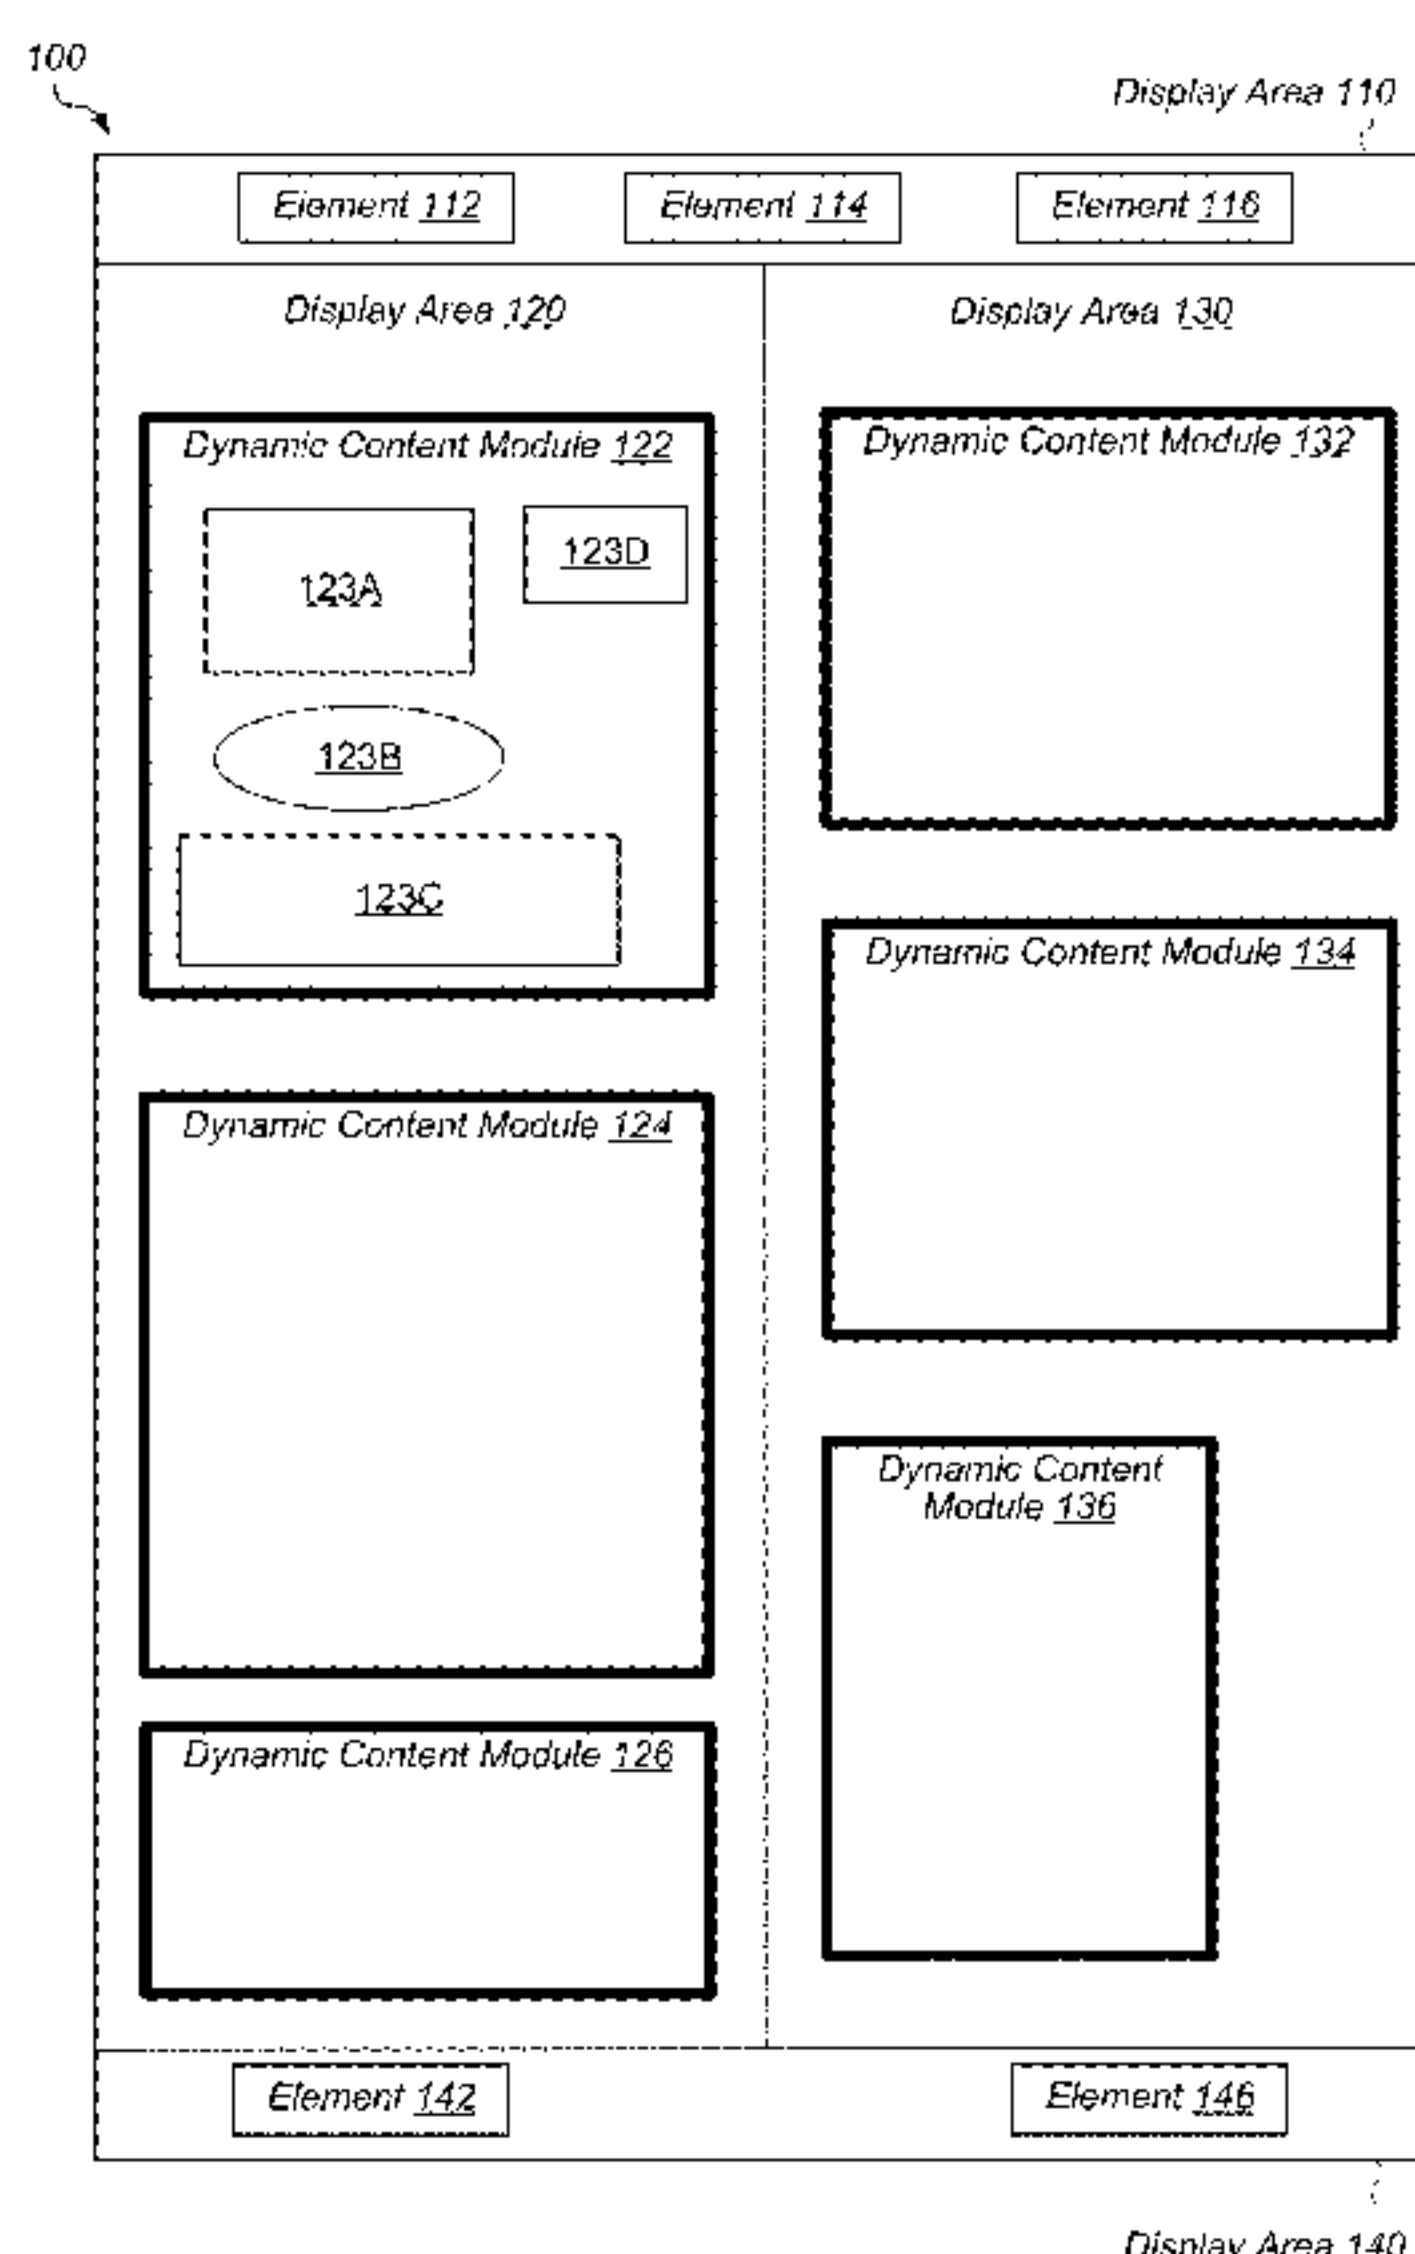 100
Display Area 110
Element 112
Element 114
Element 116
Display Area 120
Display Area 130
Dynamic Content Module 122
123A
123D
123B
123C
Dynamic Content Module 132
Dynamic Content Module 134
Dynamic Content Module 124
Dynamic Content
Module 136
Dynamic Content Module 126
Element 142
Element 146
Display Area 140